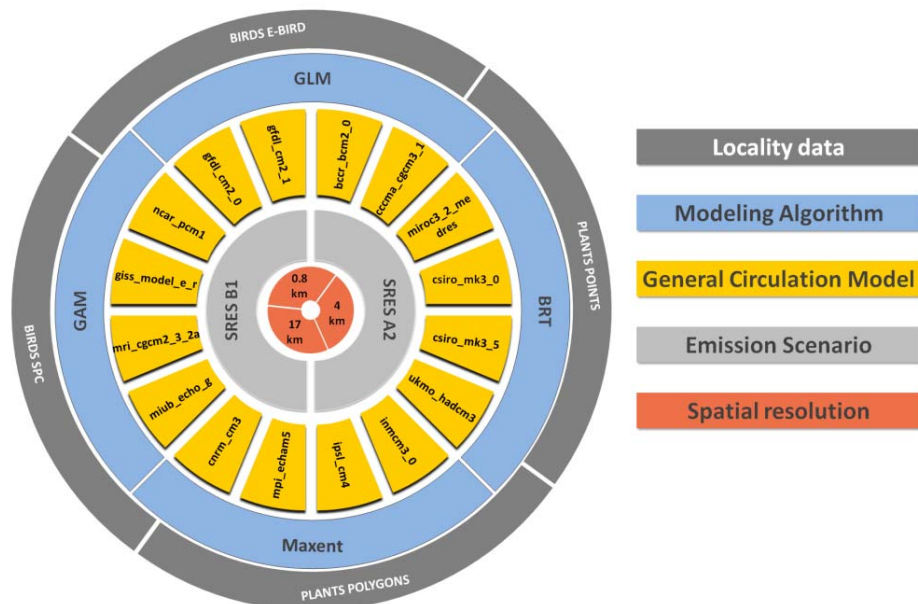 BIRDS E-BIRD
PLANTS POINTS
PLANTS POLYGONS
BIRDS SPC
GLM
BRT
Maxent
GAM
bccr_bcm2_0
cccma_cgcm3_1
miroc3_2_me
dres
csiro_mk3_0
csiro_mk3_5
ukmo_hadcm3
inmcm3_0
ipsl_cm4
mpi_echam5
cnrm_cm3
miub_echo_g
mri_cgcm2_3_2a
giss_model_e_r
ncar_pcm1
gfdl_cm2_0
gfdl_cm2_1
SRES B1
SRES A2
0.8
km
4
km
17
km
Locality data
Modeling Algorithm
General Circulation Model
Emission Scenario
Spatial resolution